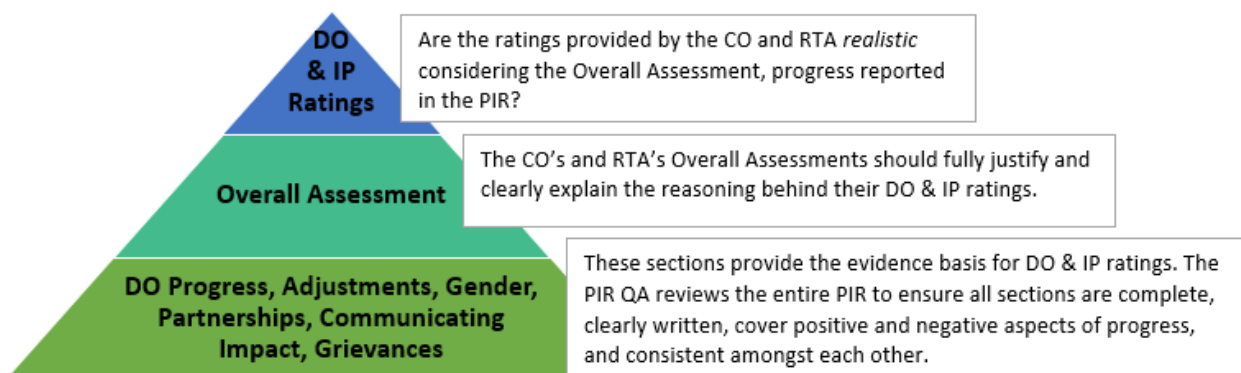 DO
& IP
Ratings
Are the ratings provided by the CO and RTA realistic
considering the Overall Assessment, progress reported
in the PIR?
Overall Assessment
The CO's and RTA's Overall Assessments should fully justify and
clearly explain the reasoning behind their DO & IP ratings.
DO Progress, Adjustments, Gender,
Partnerships, Communicating
Impact, Grievances
These sections provide the evidence basis for DO & IP ratings. The
PIR QA reviews the entire PIR to ensure all sections are complete,
clearly written, cover positive and negative aspects of progress,
and consistent amongst each other.